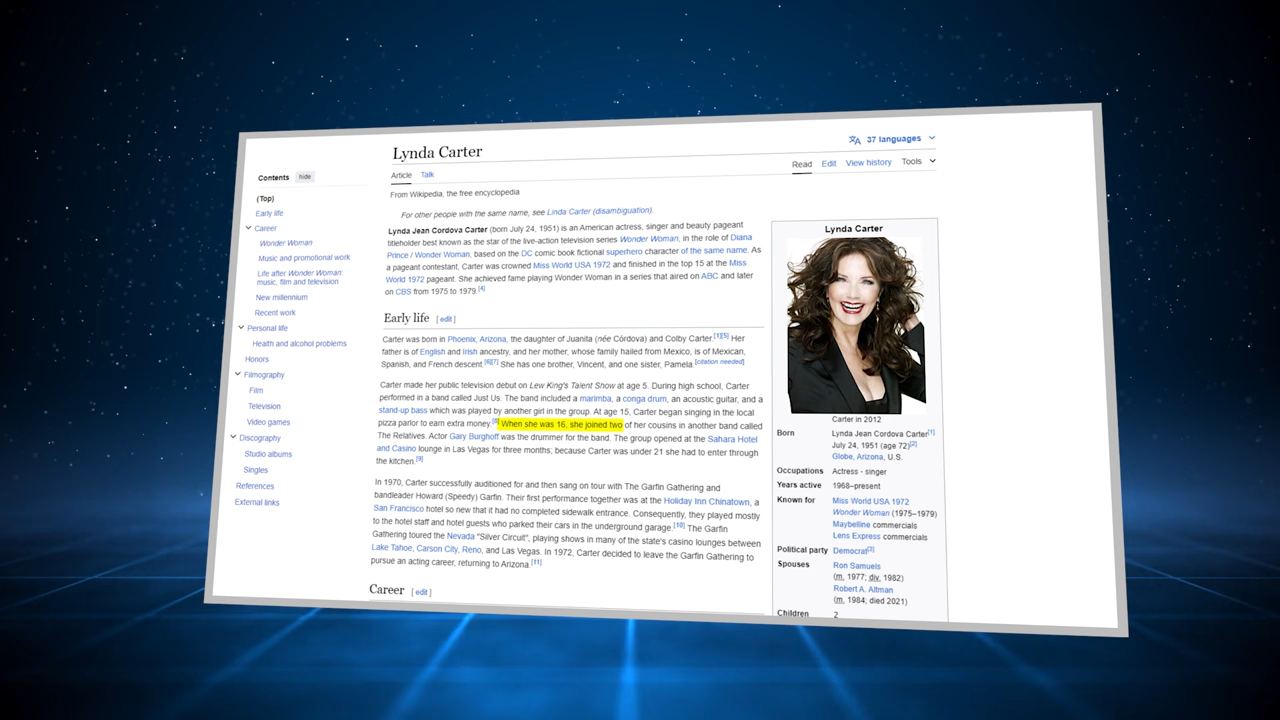 Lynda Carter
37 languages
Article Talk
Read Edit View history Tools
From Wikipedia, the free encyclopedia
For other people with the same name, see Linda Carter (disambiguation).
Contents hide
(Top)
Early life
Career
Wonder Woman
Music and promotional work
Life after Wonder Woman:
music, film and television
New millennium
Recent work
Personal life
Health and alcohol problems
Honors
Filmography
Film
Television
Video games
Discography
Studio albums
Singles
References
External links
Lynda Jean Cordova Carter (born July 24, 1951) is an American actress, singer and beauty pageant
titleholder best known as the star of the live-action television series Wonder Woman, in the role of Diana
Prince / Wonder Woman, based on the DC comic book fictional superhero character of the same name. As
a pageant contestant, Carter was crowned Miss World USA 1972 and finished in the top 15 at the Miss
World 1972 pageant. She achieved fame playing Wonder Woman in a series that aired on ABC and later
on CBS from 1975 to 1979.[4]
Early life [ edit ]
Carter was born in Phoenix, Arizona, the daughter of Juanita (née Córdova) and Colby Carter.[1][5] Her
father is of English and Irish ancestry, and her mother, whose family hailed from Mexico, is of Mexican,
Spanish, and French descent.[6][7] She has one brother, Vincent, and one sister, Pamela.[citation needed]
Carter made her public television debut on Lew King's Talent Show at age 5. During high school, Carter
performed in a band called Just Us. The band included a marimba, a conga drum, an acoustic guitar, and a
stand-up bass which was played by another girl in the group. At age 15, Carter began singing in the local
pizza parlor to earn extra money.[8] When she was 16, she joined two of her cousins in another band called
The Relatives. Actor Gary Burghoff was the drummer for the band. The group opened at the Sahara Hotel
and Casino lounge in Las Vegas for three months; because Carter was under 21 she had to enter through
the kitchen.[9]
In 1970, Carter successfully auditioned for and then sang on tour with The Garfin Gathering and
bandleader Howard (Speedy) Garfin. Their first performance together was at the Holiday Inn Chinatown, a
San Francisco hotel so new that it had no completed sidewalk entrance. Consequently, they played mostly
to the hotel staff and hotel guests who parked their cars in the underground garage.[10] The Garfin
Gathering toured the Nevada "Silver Circuit", playing shows in many of the state's casino lounges between
Lake Tahoe, Carson City, Reno, and Las Vegas. In 1972, Carter decided to leave the Garfin Gathering to
pursue an acting career, returning to Arizona.[11]
Career [ edit ]
Lynda Carter
Carter in 2012
Born Lynda Jean Cordova Carter[1]
July 24, 1951 (age 72)[2]
Globe, Arizona, U.S.
Occupations Actress - singer
Years active 1968–present
Known for Miss World USA 1972
Wonder Woman (1975–1979)
Maybelline commercials
Lens Express commercials
Political party Democrat[3]
Spouses Ron Samuels
(m. 1977; div. 1982)
Robert A. Altman
(m. 1984; died 2021)
Children 2